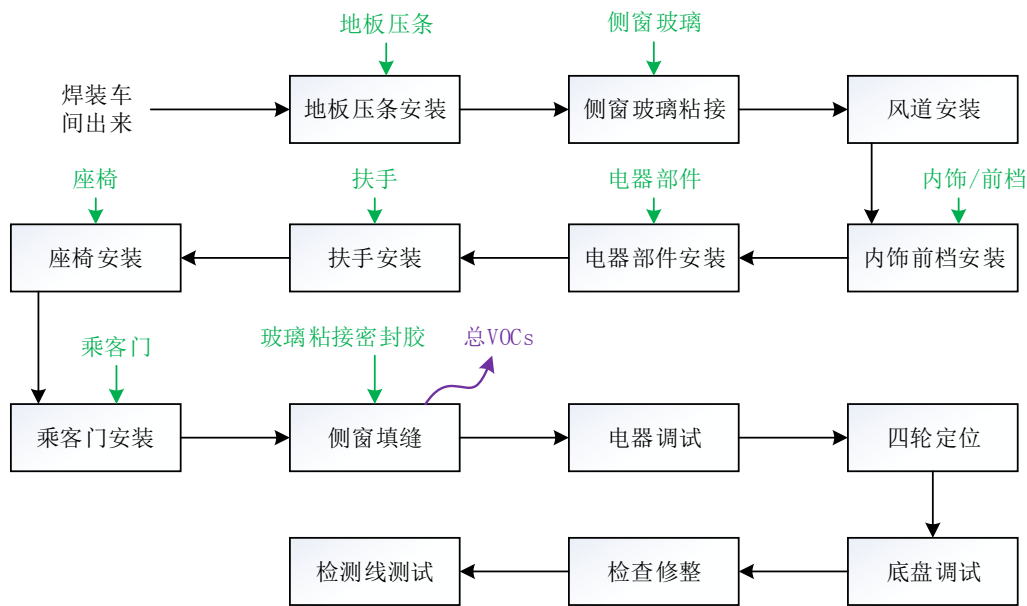 地板压条
侧窗玻璃
焊装车
间出来
地板压条安装
侧窗玻璃粘接
风道安装
座椅
扶手
电器部件
内饰/前档
座椅安装
扶手安装
电器部件安装
内饰前档安装
乘客门
玻璃粘接密封胶
总VOCs
乘客门安装
侧窗填缝
电器调试
四轮定位
检测线测试
检查修整
底盘调试